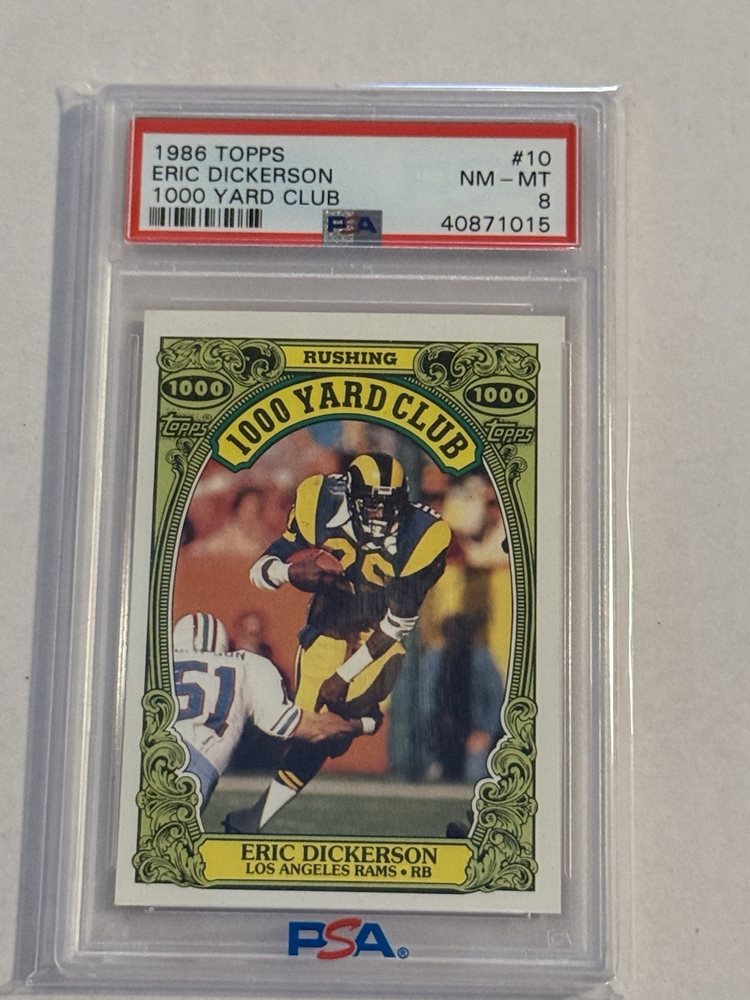 1986 TOPPS #10
ERIC DICKERSON NM - MT
1000 YARD CLUB 8
PSA 40871015
RUSHING
1000 1000
1000 YARD CLUB
topps topps
51
ERIC DICKERSON
LOS ANGELES RAMS • RB
PSA®